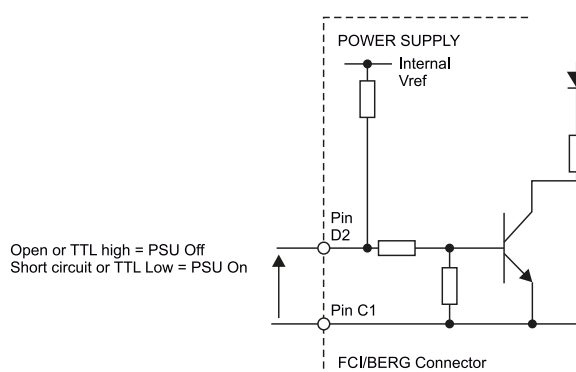 POWER SUPPLY
Internal
Vref
Pin
D2
Open or TTL high = PSU Off
Short circuit or TTL Low = PSU On
Pin C1
FCI/BERG Connector